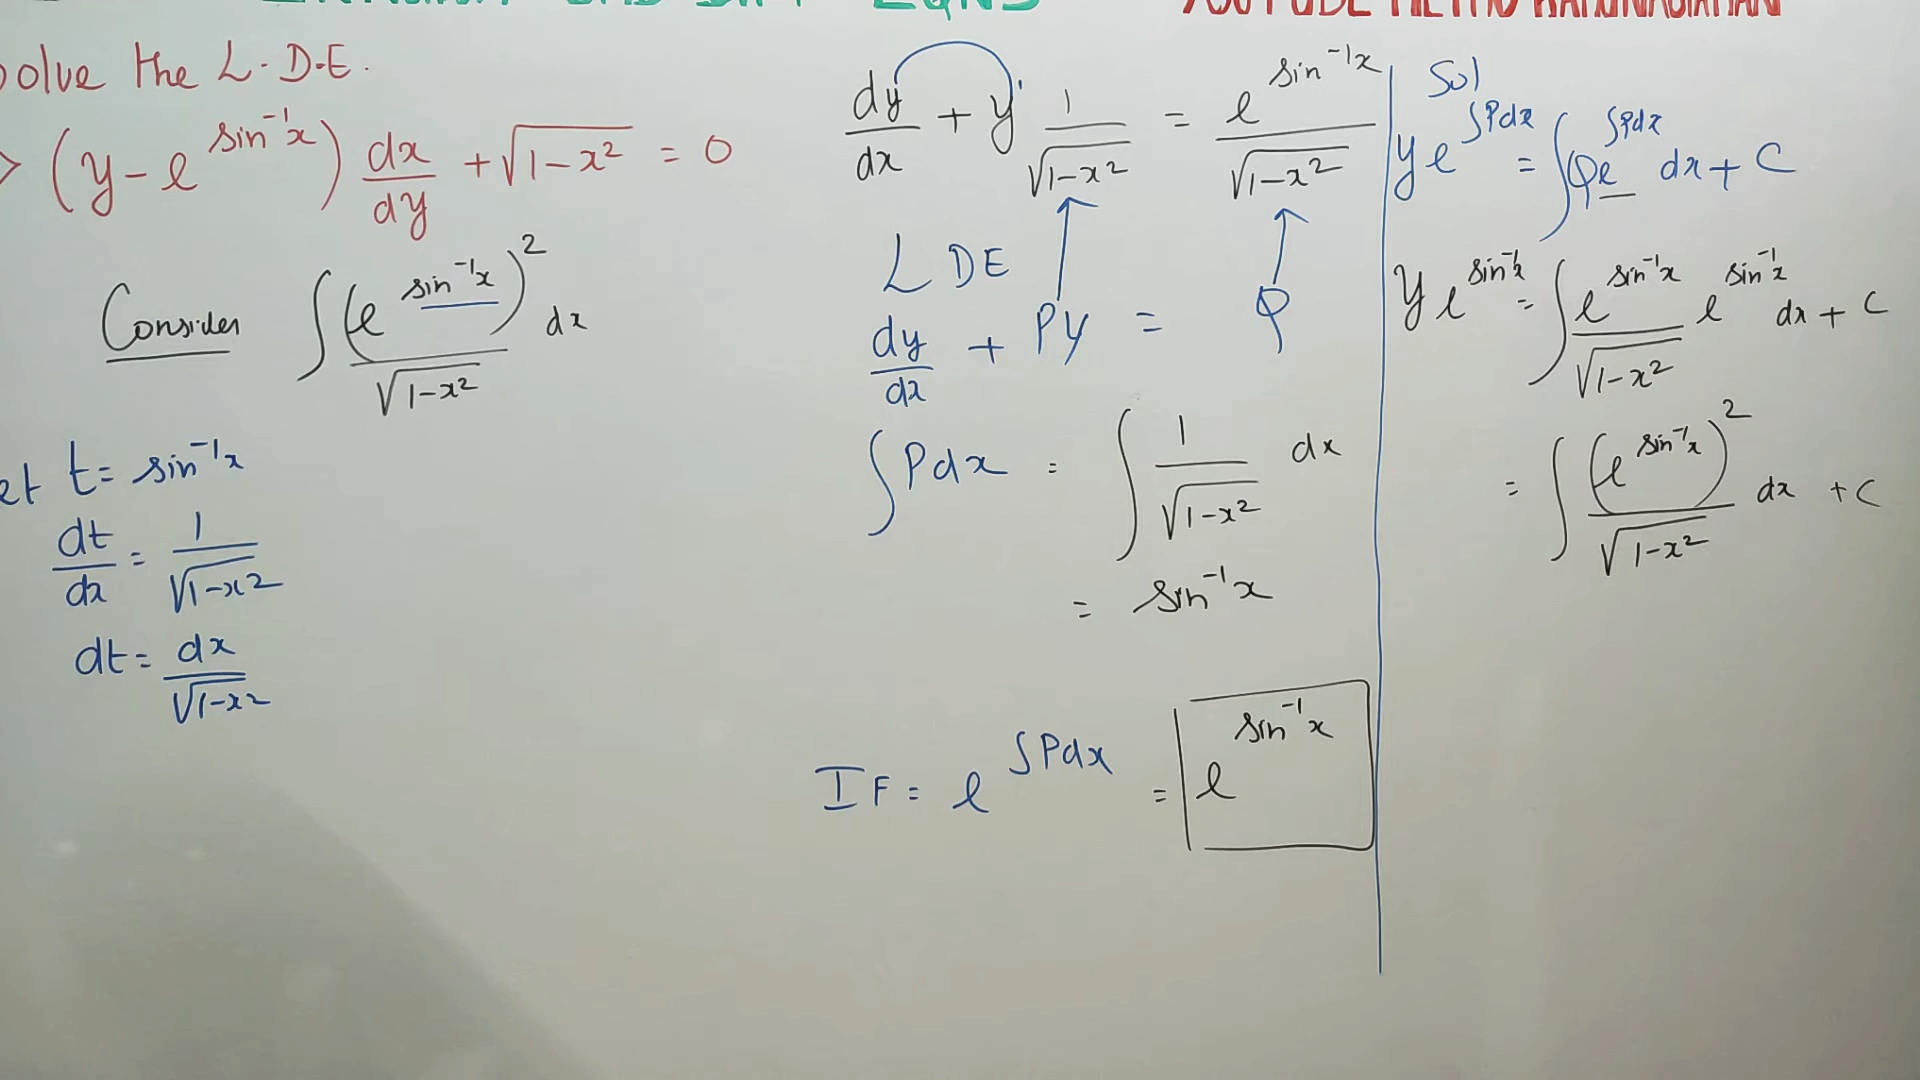 EQNS
olve the L.D.E.
(y - e^{sin^{-1}x}) dx/dy + √(1-x²) = 0
Consider ∫ (e^{sin^{-1}x})² / √(1-x²) dx
et t = sin^{-1}x
dt/dx = 1/√(1-x²)
dt = dx/√(1-x²)
dy/dx + y · 1/√(1-x²) = e^{sin^{-1}x} / √(1-x²)
LDE
dy/dx + Py = Q
∫Pdx = ∫ 1/√(1-x²) dx
= sin^{-1}x
IF = e^{∫Pdx} = e^{sin^{-1}x}
Sol
y e^{∫Pdx} = ∫ Q e^{∫Pdx} dx + C
y e^{sin^{-1}x} = ∫ e^{sin^{-1}x} / √(1-x²) e^{sin^{-1}x} dx + C
= ∫ (e^{sin^{-1}x})² / √(1-x²) dx + C